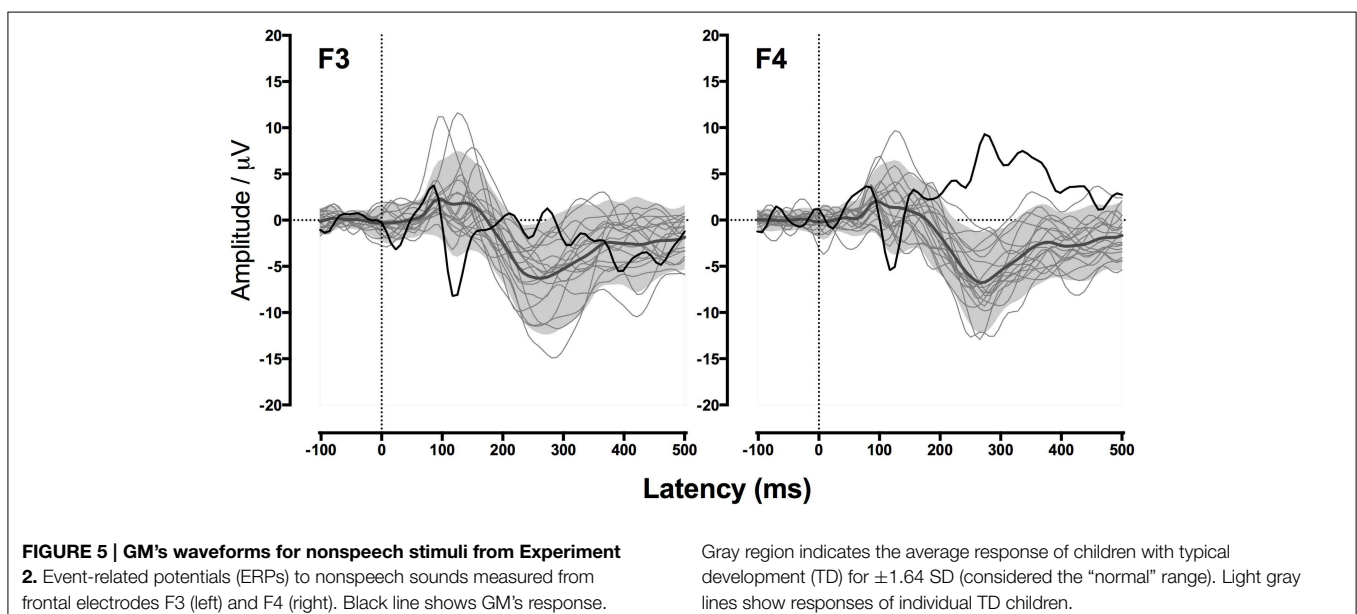 F3
F4
20
15
10
5
0
-5
-10
-15
-20
20
15
10
5
0
-5
-10
-15
-20
Amplitude / μV
-100 0 100 200 300 400 500
-100 0 100 200 300 400 500
Latency (ms)
FIGURE 5 | GM's waveforms for nonspeech stimuli from Experiment
2. Event-related potentials (ERPs) to nonspeech sounds measured from
frontal electrodes F3 (left) and F4 (right). Black line shows GM's response.
Gray region indicates the average response of children with typical
development (TD) for ±1.64 SD (considered the "normal" range). Light gray
lines show responses of individual TD children.